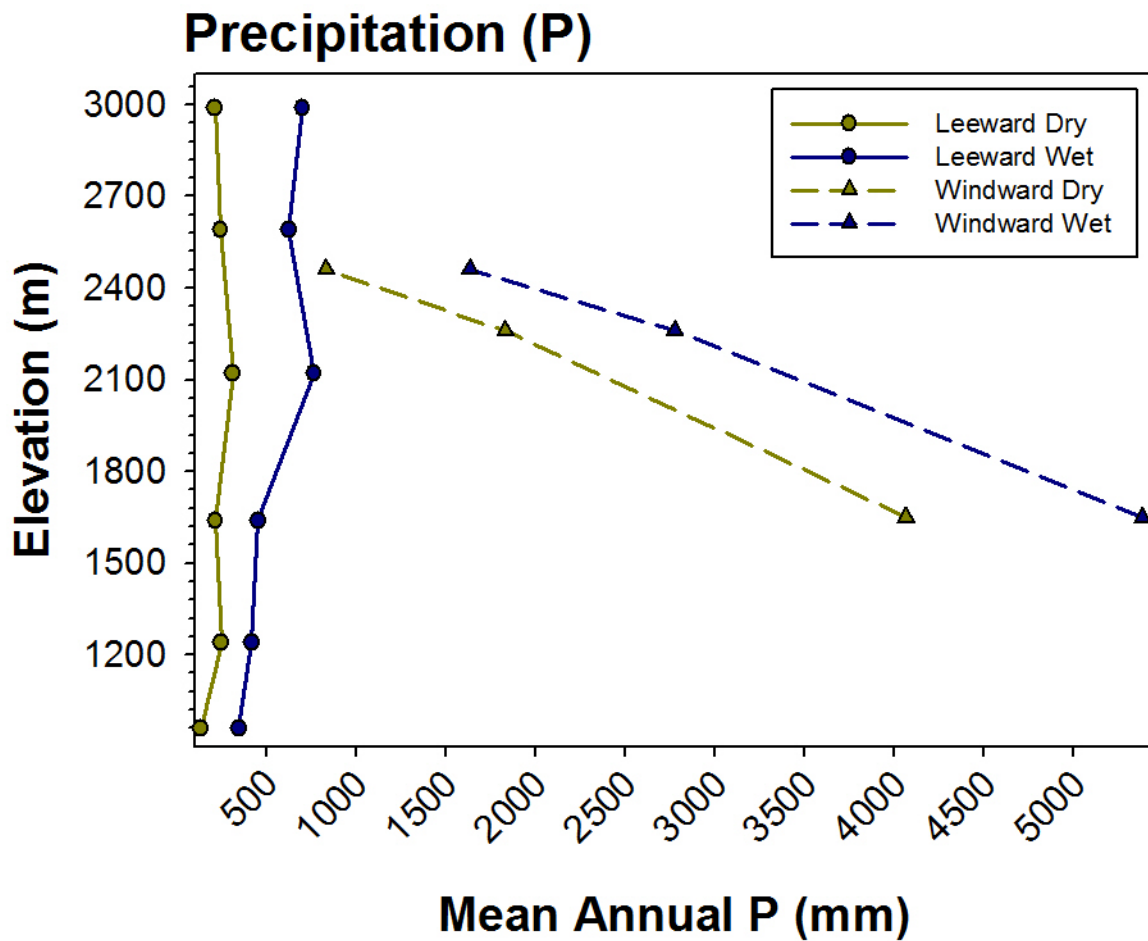 Precipitation (P)
Leeward Dry
Leeward Wet
Windward Dry
Windward Wet
Elevation (m)
3000
2700
2400
2100
1800
1500
1200
500
1000
1500
2000
2500
3000
3500
4000
4500
5000
Mean Annual P (mm)